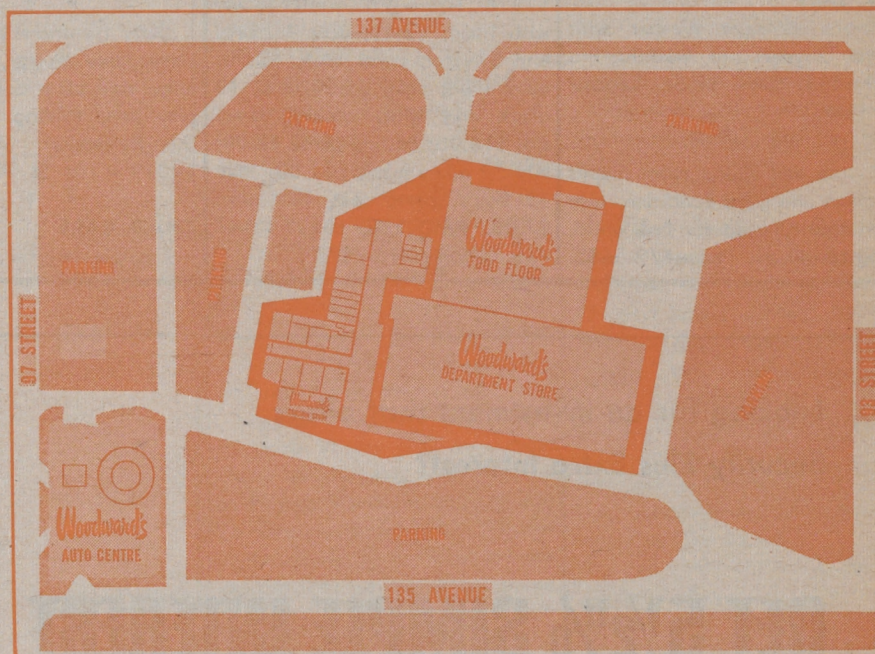 137 AVENUE
PARKING
PARKING
Woodward's
FOOD FLOOR
PARKING
PARKING
97 STREET
Woodward's
DEPARTMENT STORE
93 STREET
PARKING
Woodward's
Woodward's
AUTO CENTRE
PARKING
135 AVENUE